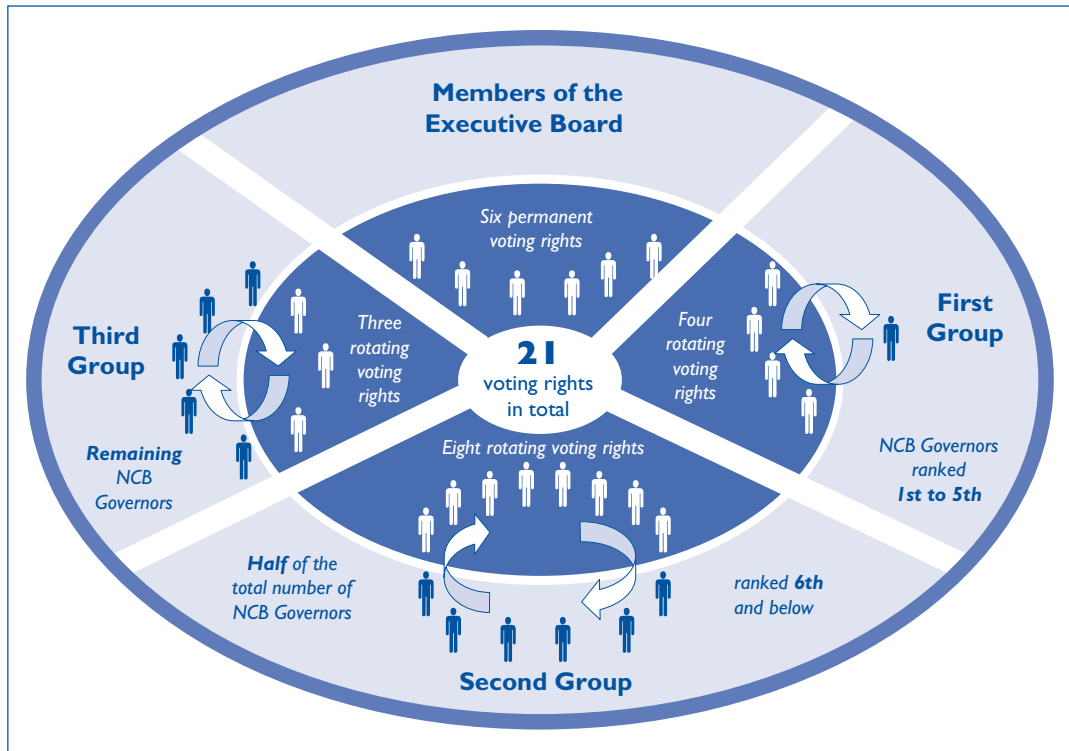 Members of the
Executive Board
Six permanent
voting rights
First
Group
Four
rotating
voting
rights
NCB Governors
ranked
1st to 5th
Third
Group
Three
rotating
voting
rights
Remaining
NCB
Governors
21
voting rights
in total
Eight rotating voting rights
Half of the
total number of
NCB Governors
ranked 6th
and below
Second Group